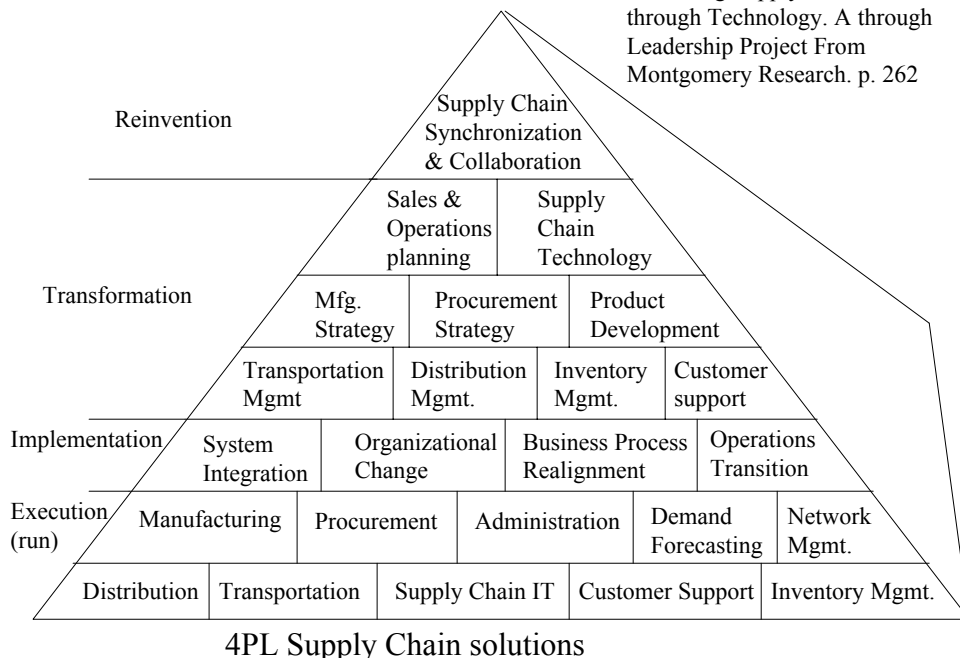 through Technology. A through
Leadership Project From
Montgomery Research. p. 262
Reinvention
Supply Chain
Synchronization
& Collaboration
Transformation
Sales &
Operations
planning
Supply
Chain
Technology
Mfg.
Strategy
Procurement
Strategy
Product
Development
Transportation
Mgmt
Distribution
Mgmt.
Inventory
Mgmt.
Customer
support
Implementation
System
Integration
Organizational
Change
Business Process
Realignment
Operations
Transition
Execution
(run)
Manufacturing
Procurement
Administration
Demand
Forecasting
Network
Mgmt.
Distribution
Transportation
Supply Chain IT
Customer Support
Inventory Mgmt.
4PL Supply Chain solutions